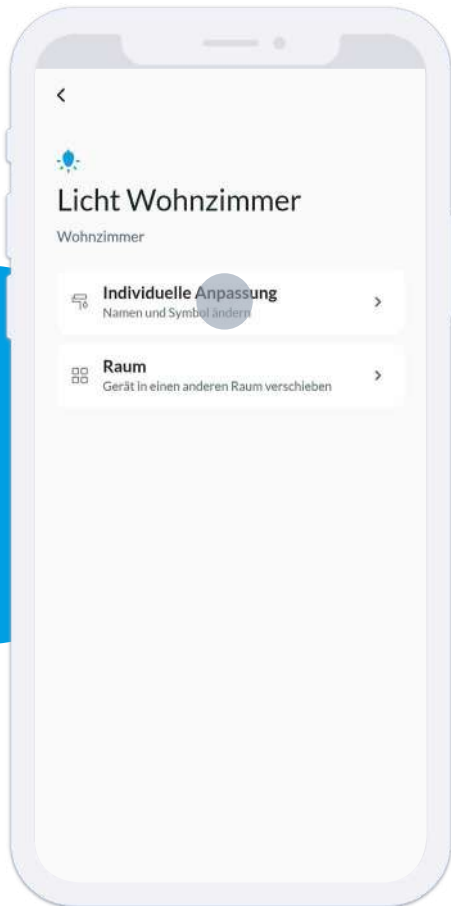 Licht Wohnzimmer
Wohnzimmer
Individuelle Anpassung
Namen und Symbol ändern
Raum
Gerät in einen anderen Raum verschieben